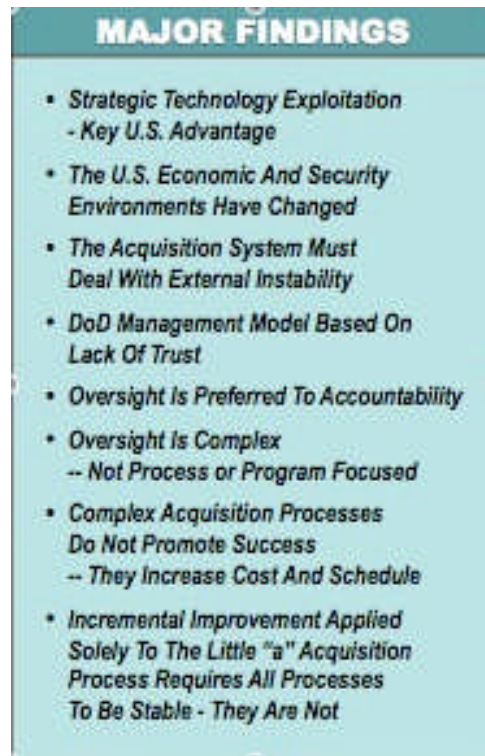 MAJOR FINDINGS
• Strategic Technology Exploitation
- Key U.S. Advantage
• The U.S. Economic And Security
Environments Have Changed
• The Acquisition System Must
Deal With External Instability
• DoD Management Model Based On
Lack Of Trust
• Oversight Is Preferred To Accountability
• Oversight Is Complex
-- Not Process or Program Focused
• Complex Acquisition Processes
Do Not Promote Success
-- They Increase Cost And Schedule
• Incremental Improvement Applied
Solely To The Little "a" Acquisition
Process Requires All Processes
To Be Stable - They Are Not